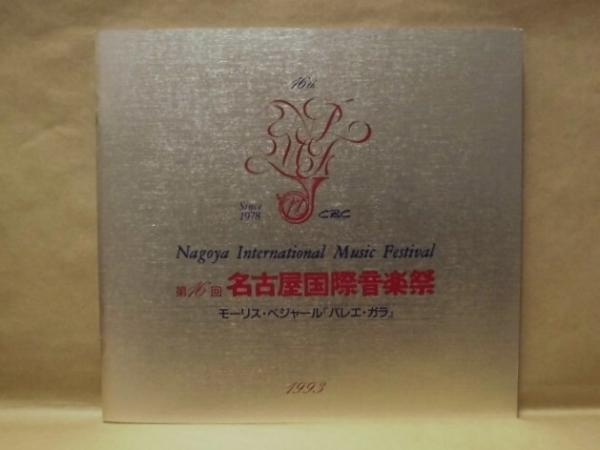 16th
Since
1978
CBC
Nagoya International Music Festival
第16回 名古屋国際音楽祭
モーリス・ベジャール「バレエ・ガラ」
1993